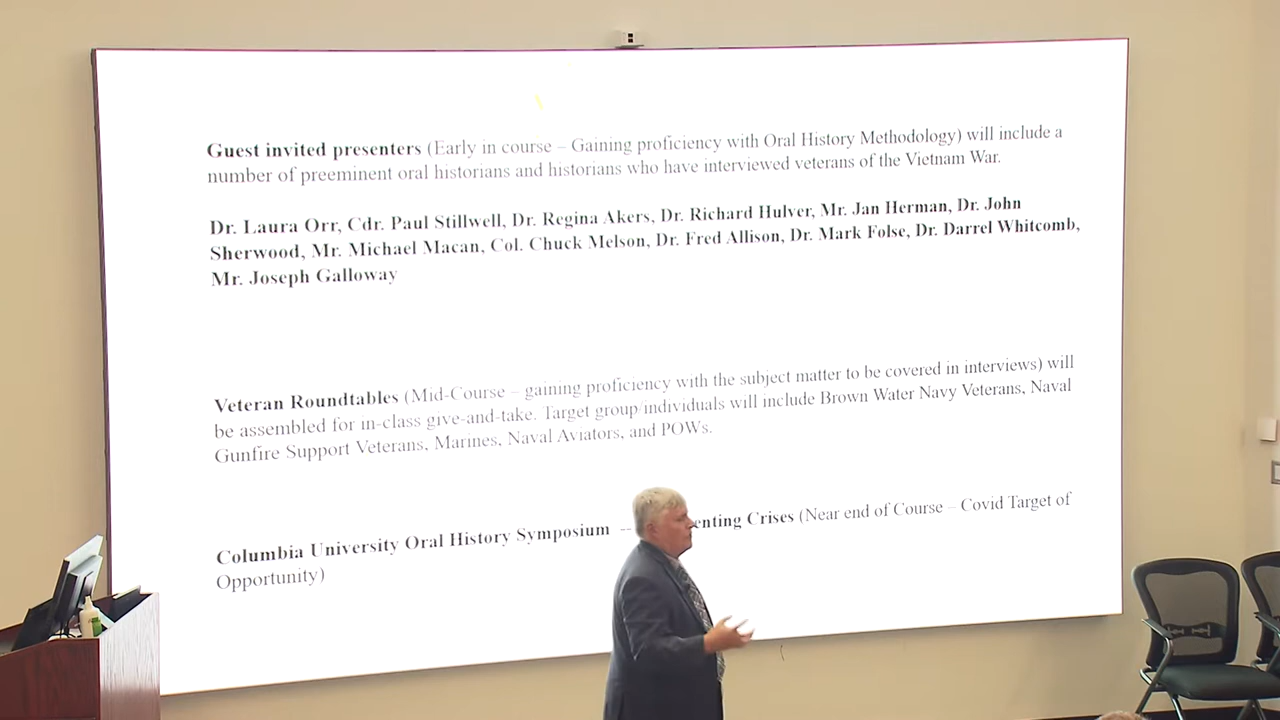 Guest invited presenters (Early in course – Gaining proficiency with Oral History Methodology) will include a
number of preeminent oral historians and historians who have interviewed veterans of the Vietnam War.
Dr. Laura Orr, Cdr. Paul Stillwell, Dr. Regina Akers, Dr. Richard Hulver, Mr. Jan Herman, Dr. John
Sherwood, Mr. Michael Macan, Col. Chuck Melson, Dr. Fred Allison, Dr. Mark Folse, Dr. Darrel Whitcomb,
Mr. Joseph Galloway
Veteran Roundtables (Mid-Course – gaining proficiency with the subject matter to be covered in interviews) will
be assembled for in-class give-and-take. Target group/individuals will include Brown Water Navy Veterans, Naval
Gunfire Support Veterans, Marines, Naval Aviators, and POWs.
Columbia University Oral History Symposium -- enting Crises (Near end of Course – Covid Target of
Opportunity)